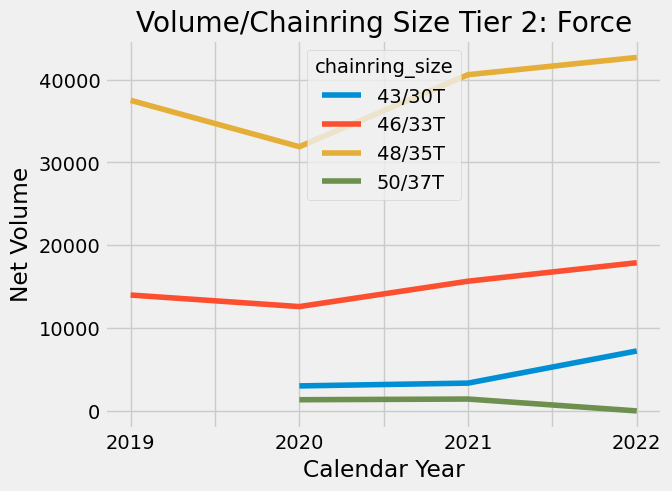 Volume/Chainring Size Tier 2: Force
chainring_size
43/30T
46/33T
48/35T
50/37T
Net Volume
40000
30000
20000
10000
0
2019 2020 2021 2022
Calendar Year